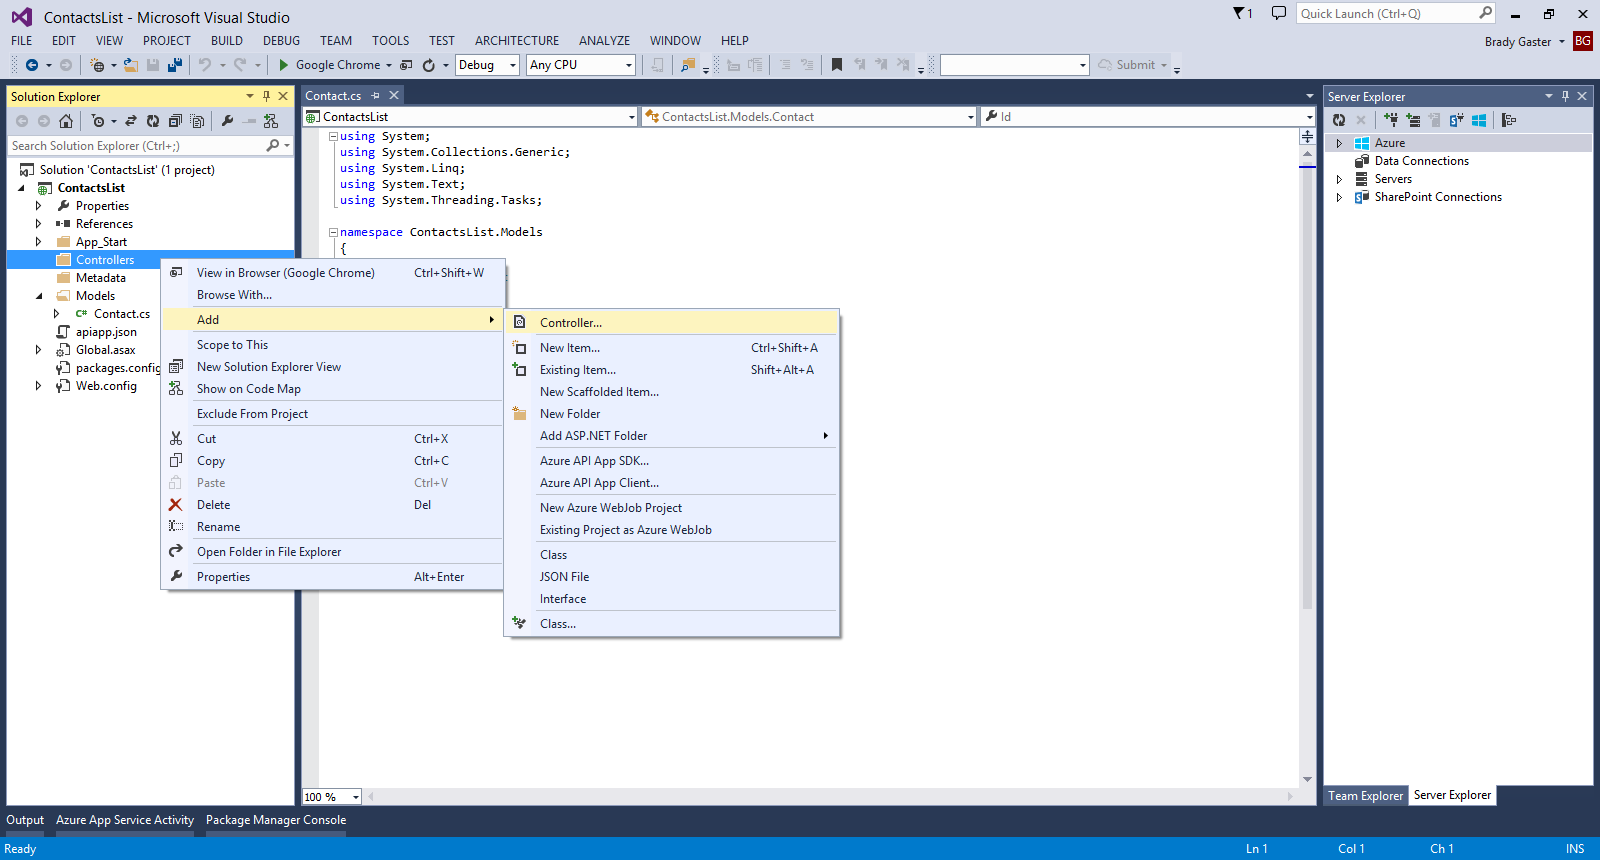 ContactsList - Microsoft Visual Studio
1
Quick Launch (Ctrl+Q)
FILE EDIT VIEW PROJECT BUILD DEBUG TEAM TOOLS TEST ARCHITECTURE ANALYZE WINDOW HELP
Brady Gaster BG
Google Chrome Debug Any CPU Submit
Solution Explorer
Search Solution Explorer (Ctrl+;)
Solution 'ContactsList' (1 project)
ContactsList
Properties
References
App_Start
Controllers
Metadata
Models
C# Contact.cs
apiapp.json
Global.asax
packages.config
Web.config
View in Browser (Google Chrome) Ctrl+Shift+W
Browse With...
Add
Scope to This
New Solution Explorer View
Show on Code Map
Exclude From Project
Cut Ctrl+X
Copy Ctrl+C
Paste Ctrl+V
Delete Del
Rename
Open Folder in File Explorer
Properties Alt+Enter
Controller...
New Item... Ctrl+Shift+A
Existing Item... Shift+Alt+A
New Scaffolded Item...
New Folder
Add ASP.NET Folder
Azure API App SDK...
Azure API App Client...
New Azure WebJob Project
Existing Project as Azure WebJob
Class
JSON File
Interface
Class...
Contact.cs
ContactsList ContactsList.Models.Contact Id
using System;
using System.Collections.Generic;
using System.Linq;
using System.Text;
using System.Threading.Tasks;
namespace ContactsList.Models
{
100 %
Server Explorer
Azure
Data Connections
Servers
SharePoint Connections
Team Explorer Server Explorer
Output Azure App Service Activity Package Manager Console
Ready Ln 1 Col 1 Ch 1 INS